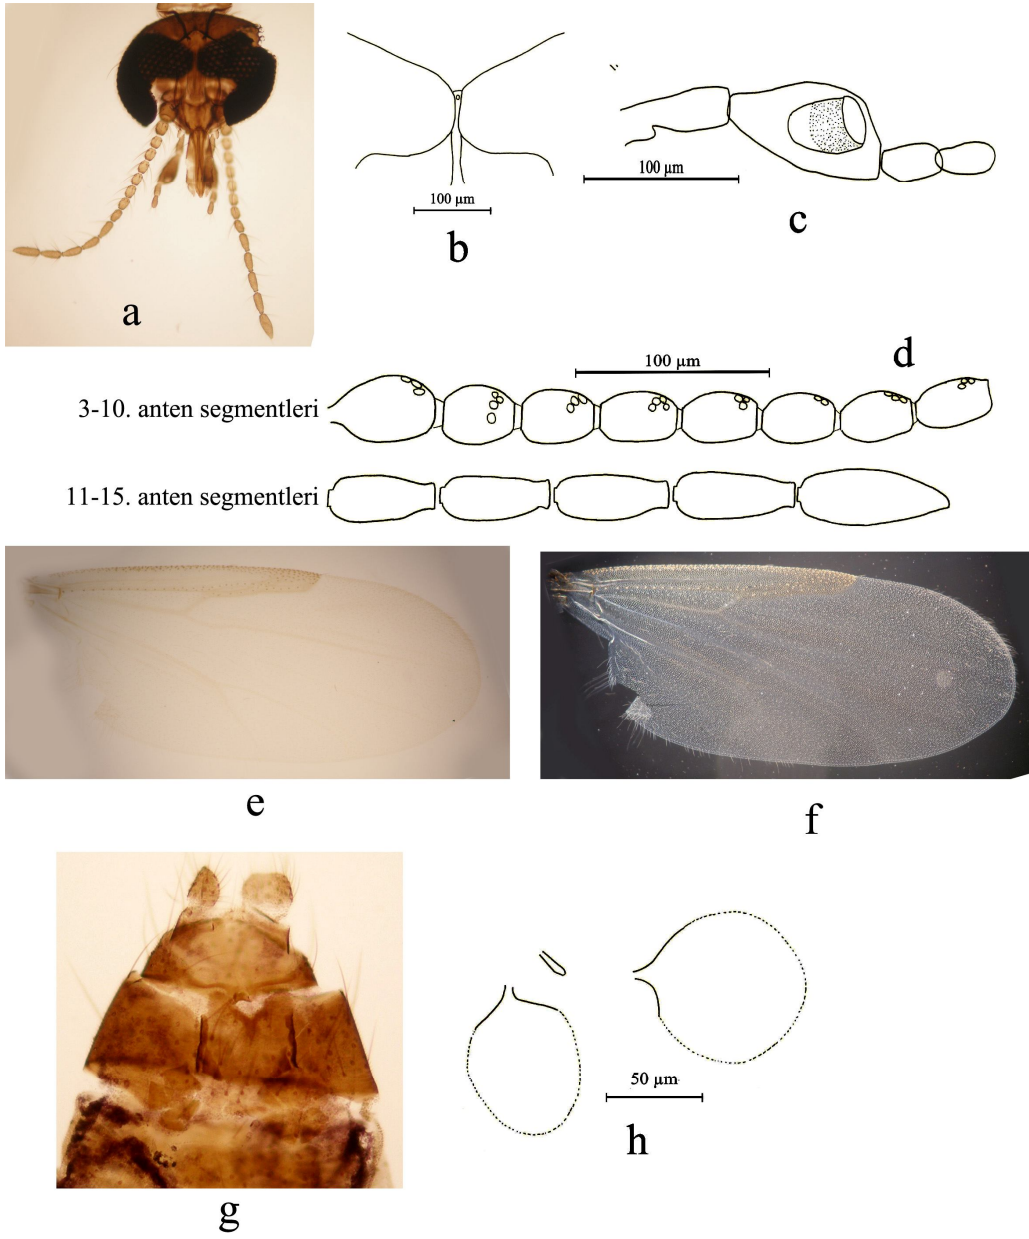 100 µm
b
100 µm
c
a
100 µm
d
3-10. anten segmentleri
11-15. anten segmentleri
e
f
50 µm
h
g